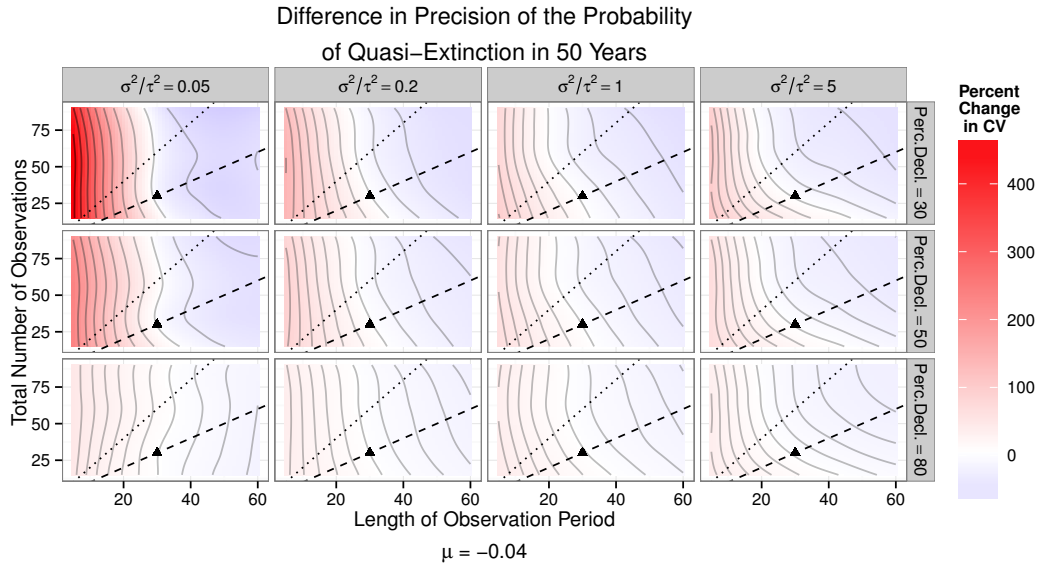 Difference in Precision of the Probability
of Quasi−Extinction in 50 Years
σ²/τ² = 0.05
σ²/τ² = 0.2
σ²/τ² = 1
σ²/τ² = 5
Total Number of Observations
75
50
25
Perc.Decl. = 30
75
50
25
Perc.Decl. = 50
75
50
25
Perc.Decl. = 80
20 40 60
20 40 60
20 40 60
20 40 60
Length of Observation Period
μ = −0.04
Percent
Change
in CV
400
300
200
100
0